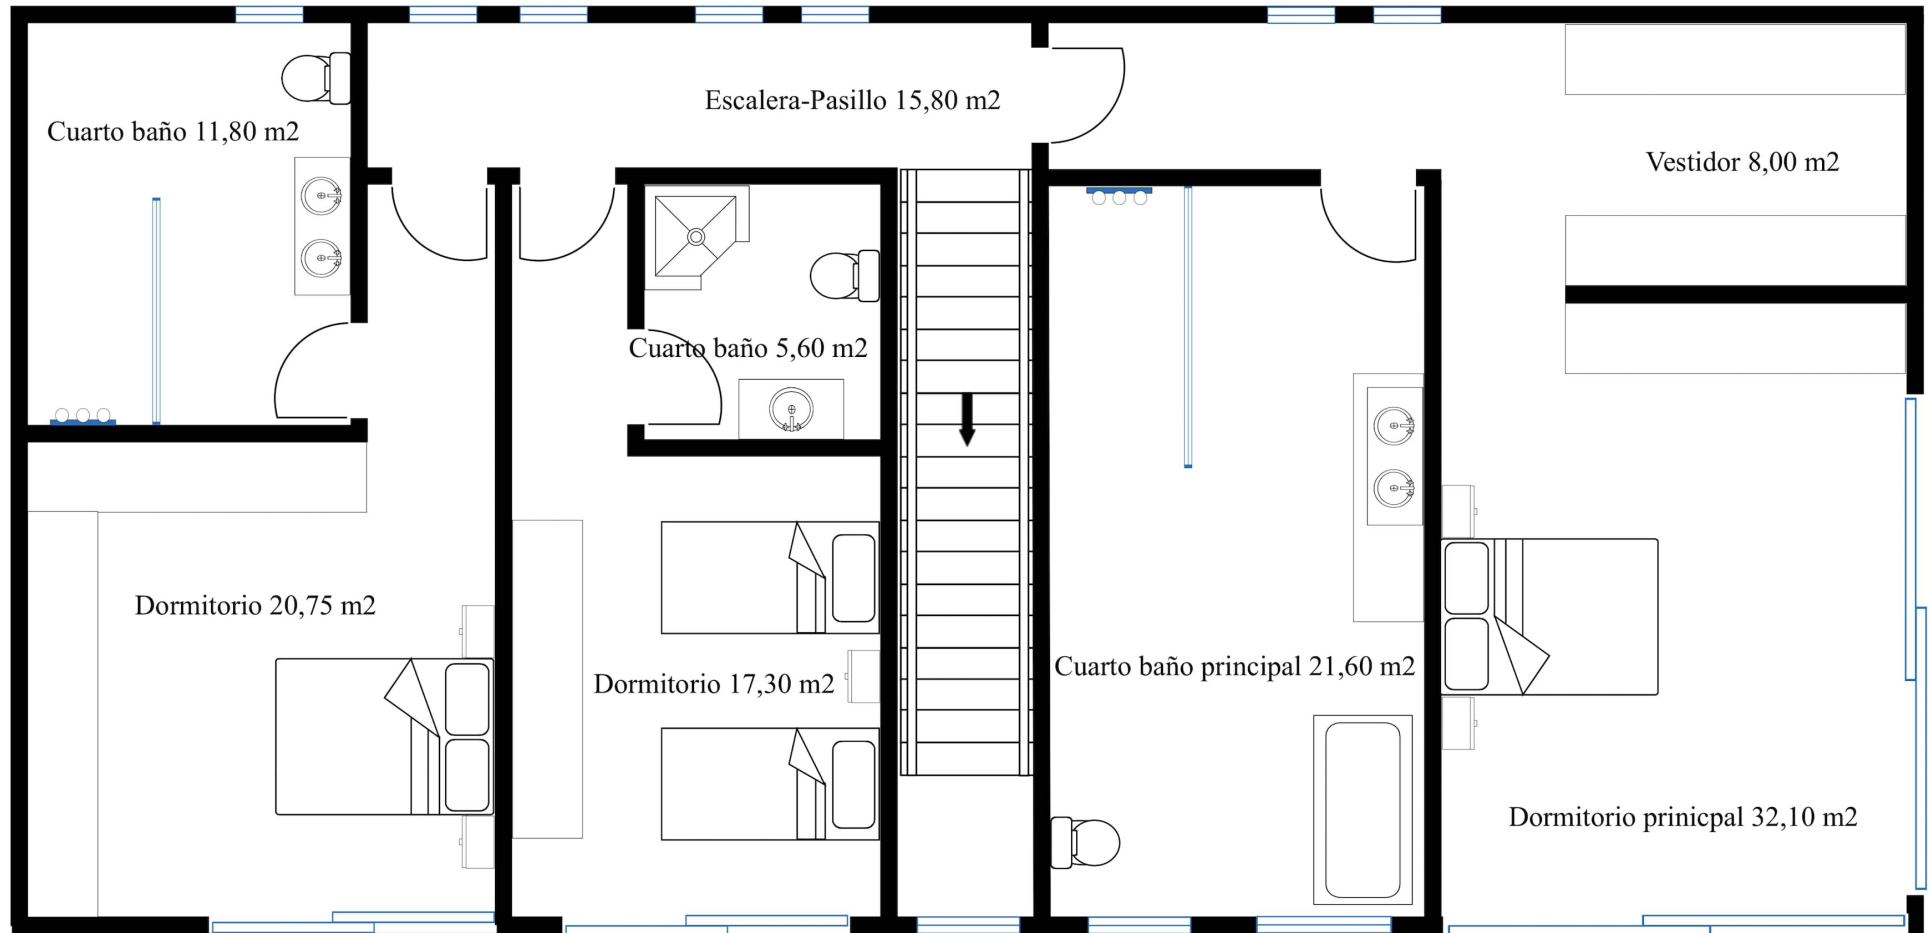 Escalera-Pasillo 15,80 m2
Cuarto baño 11,80 m2
Vestidor 8,00 m2
Cuarto baño 5,60 m2
Dormitorio 20,75 m2
Cuarto baño principal 21,60 m2
Dormitorio 17,30 m2
Dormitorio prinicpal 32,10 m2